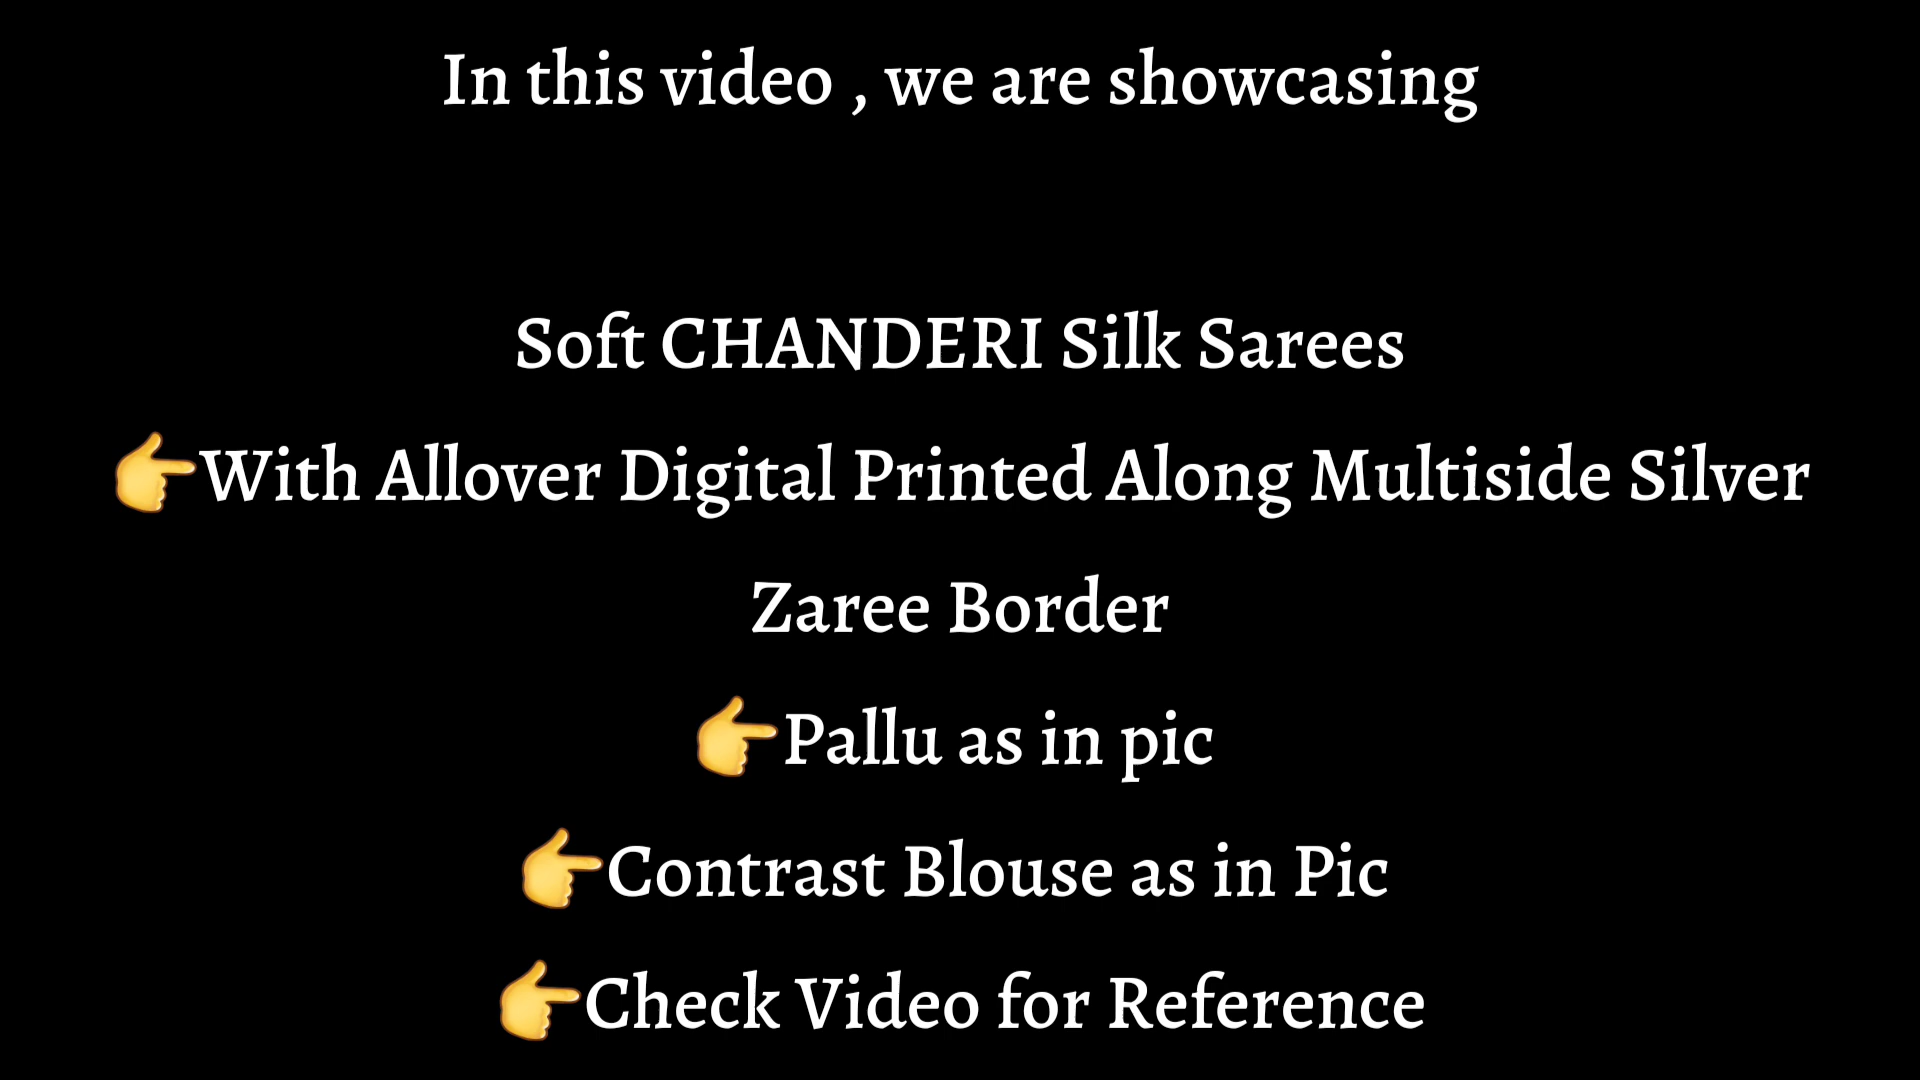 In this video , we are showcasing
Soft CHANDERI Silk Sarees
👉With Allover Digital Printed Along Multiside Silver
Zaree Border
👉Pallu as in pic
👉Contrast Blouse as in Pic
👉Check Video for Reference